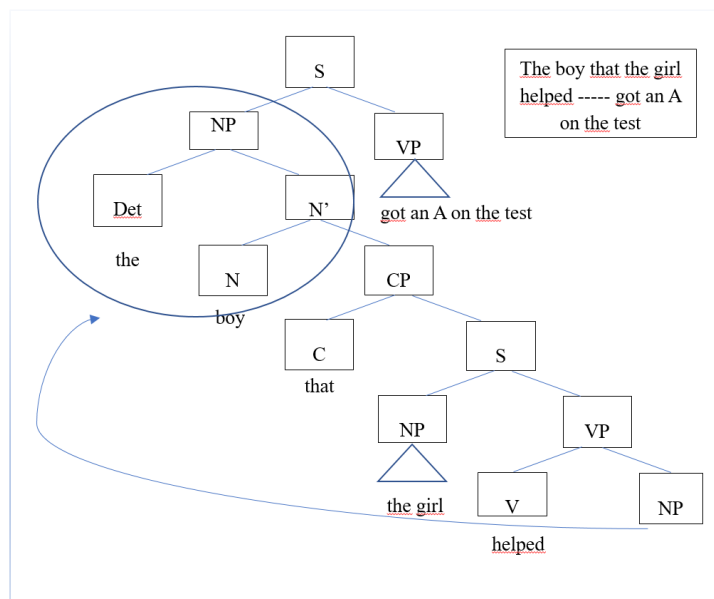 S
The boy that the girl
helped ----- got an A
on the test
NP
VP
Det
N’
got an A on the test
the
N
CP
boy
C
S
that
NP
VP
the girl
V
NP
helped